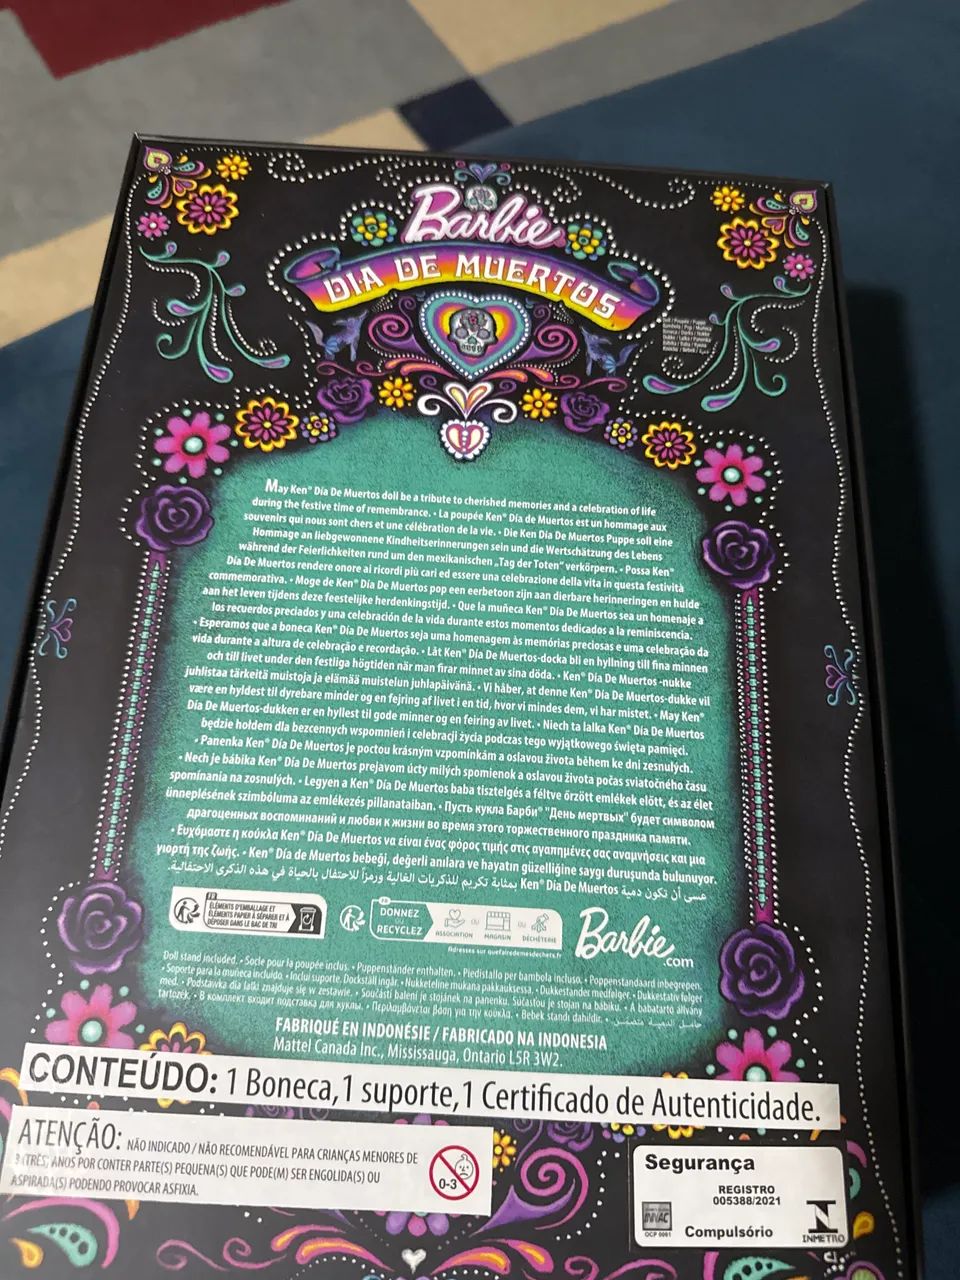 Barbie
DIA DE MUERTOS
May Ken® Día De Muertos doll be a tribute to cherished memories and a celebration of life
during the festive time of remembrance. • La poupée Ken® Día de Muertos est un hommage aux
souvenirs qui nous sont chers et une célébration de la vie. • Die Ken Día De Muertos Puppe soll eine
Hommage an liebgewonnene Kindheitserinnerungen sein und die Wertschätzung des Lebens
während der Feierlichkeiten rund um den mexikanischen „Tag der Toten“ verkörpern. • Possa Ken®
Día De Muertos rendere onore ai ricordi più cari ed essere una celebrazione della vita in questa festività
commemorativa. • Moge de Ken® Día De Muertos pop een eerbetoon zijn aan dierbare herinneringen en hulde
aan het leven tijdens deze feestelijke herdenkingstijd. • Que la muñeca Ken® Día De Muertos sea un homenaje a
los recuerdos preciados y una celebración de la vida durante estos momentos dedicados a la reminiscencia.
• Esperamos que a boneca Ken® Día De Muertos seja uma homenagem às memórias preciosas e uma celebração da
vida durante a altura de celebração e recordação. • Låt Ken® Día De Muertos-docka bli en hyllning till fina minnen
och till livet under den festliga högtiden när man firar minnet av sina döda. • Ken® Día De Muertos -nukke
juhlistaa tärkeitä muistoja ja elämää muistelun juhlapäivänä. • Vi håber, at denne Ken® Día De Muertos-dukke vil
være en hyldest til dyrebare minder og en fejring af livet i en tid, hvor vi mindes dem, vi har mistet. • May Ken®
Día De Muertos-dukken er en hyllest til gode minner og en feiring av livet. • Niech ta lalka Ken® Día De Muertos
będzie hołdem dla bezcennych wspomnień i celebracji życia podczas tego wyjątkowego święta pamięci.
• Panenka Ken® Día De Muertos je poctou krásným vzpomínkám a oslavou života během ke dni zesnulých.
• Nech je bábika Ken® Día De Muertos prejavom úcty milých spomienok a oslavou života počas sviatočného času
spomínania na zosnulých. • Legyen a Ken® Día De Muertos baba tisztelgés a féltve őrzött emlékek előtt, és az élet
ünneplésének szimbóluma az emlékezés pillanataiban. • Пусть кукла Барби® "День мертвых" будет символом
драгоценных воспоминаний и любви к жизни во время этого торжественного праздника памяти.
• Ευχόμαστε η κούκλα Ken® Día De Muertos να είναι ένας φόρος τιμής στις αγαπημένες σας αναμνήσεις και μια
γιορτή της ζωής. • Ken® Día de Muertos bebeği, değerli anılara ve hayatın güzelliğine saygı duruşunda bulunuyor.
عسى أن تكون دمية Ken® Día De Muertos بمثابة تكريم للذكريات الغالية ورمزاً للاحتفال بالحياة في هذه الذكرى الاحتفالية.
FR
ÉLÉMENTS D'EMBALLAGE ET
ÉLÉMENTS PAPIER À SÉPARER ET À
DÉPOSER DANS LE BAC DE TRI
FR
DONNEZ
ou
RECYCLEZ
ASSOCIATION
ou
MAGASIN
ou
DÉCHÈTERIE
Adresses sur quefairedemesdechets.fr
Barbie
.com
Doll stand included. • Socle pour la poupée inclus. • Puppenständer enthalten. • Piedistallo per bambola incluso. • Poppenstandaard inbegrepen.
• Soporte para la muñeca incluido. • Inclui suporte. Dockställ ingår. • Nukketeline mukana pakkauksessa. • Dukkestander medfølger. • Dukkestativ følger
med. • Podstawka dla lalky znajduje się w zestawie. • Součástí balení je stojánek na panenku. Súčasťou je stojan na bábiku. • A babatartó állvány
tartozék. • В комплект входит подставка для куклы. • Περιλαμβάνεται βάση για την κούκλα. • Bebek standı dahildir. •
FABRIQUÉ EN INDONÉSIE / FABRICADO NA INDONESIA
Mattel Canada Inc., Mississauga, Ontario L5R 3W2.
CONTEÚDO: 1 Boneca,1 suporte,1 Certificado de Autenticidade.
ATENÇÃO: NÃO INDICADO / NÃO RECOMENDÁVEL PARA CRIANÇAS MENORES DE
3 (TRÊS) ANOS POR CONTER PARTE(S) PEQUENA(S) QUE PODE(M) SER ENGOLIDA(S) OU
ASPIRADA(S) PODENDO PROVOCAR ASFIXIA.
0-3
Segurança
REGISTRO
005388/2021
INNAC
OCP 0061
Compulsório
INMETRO